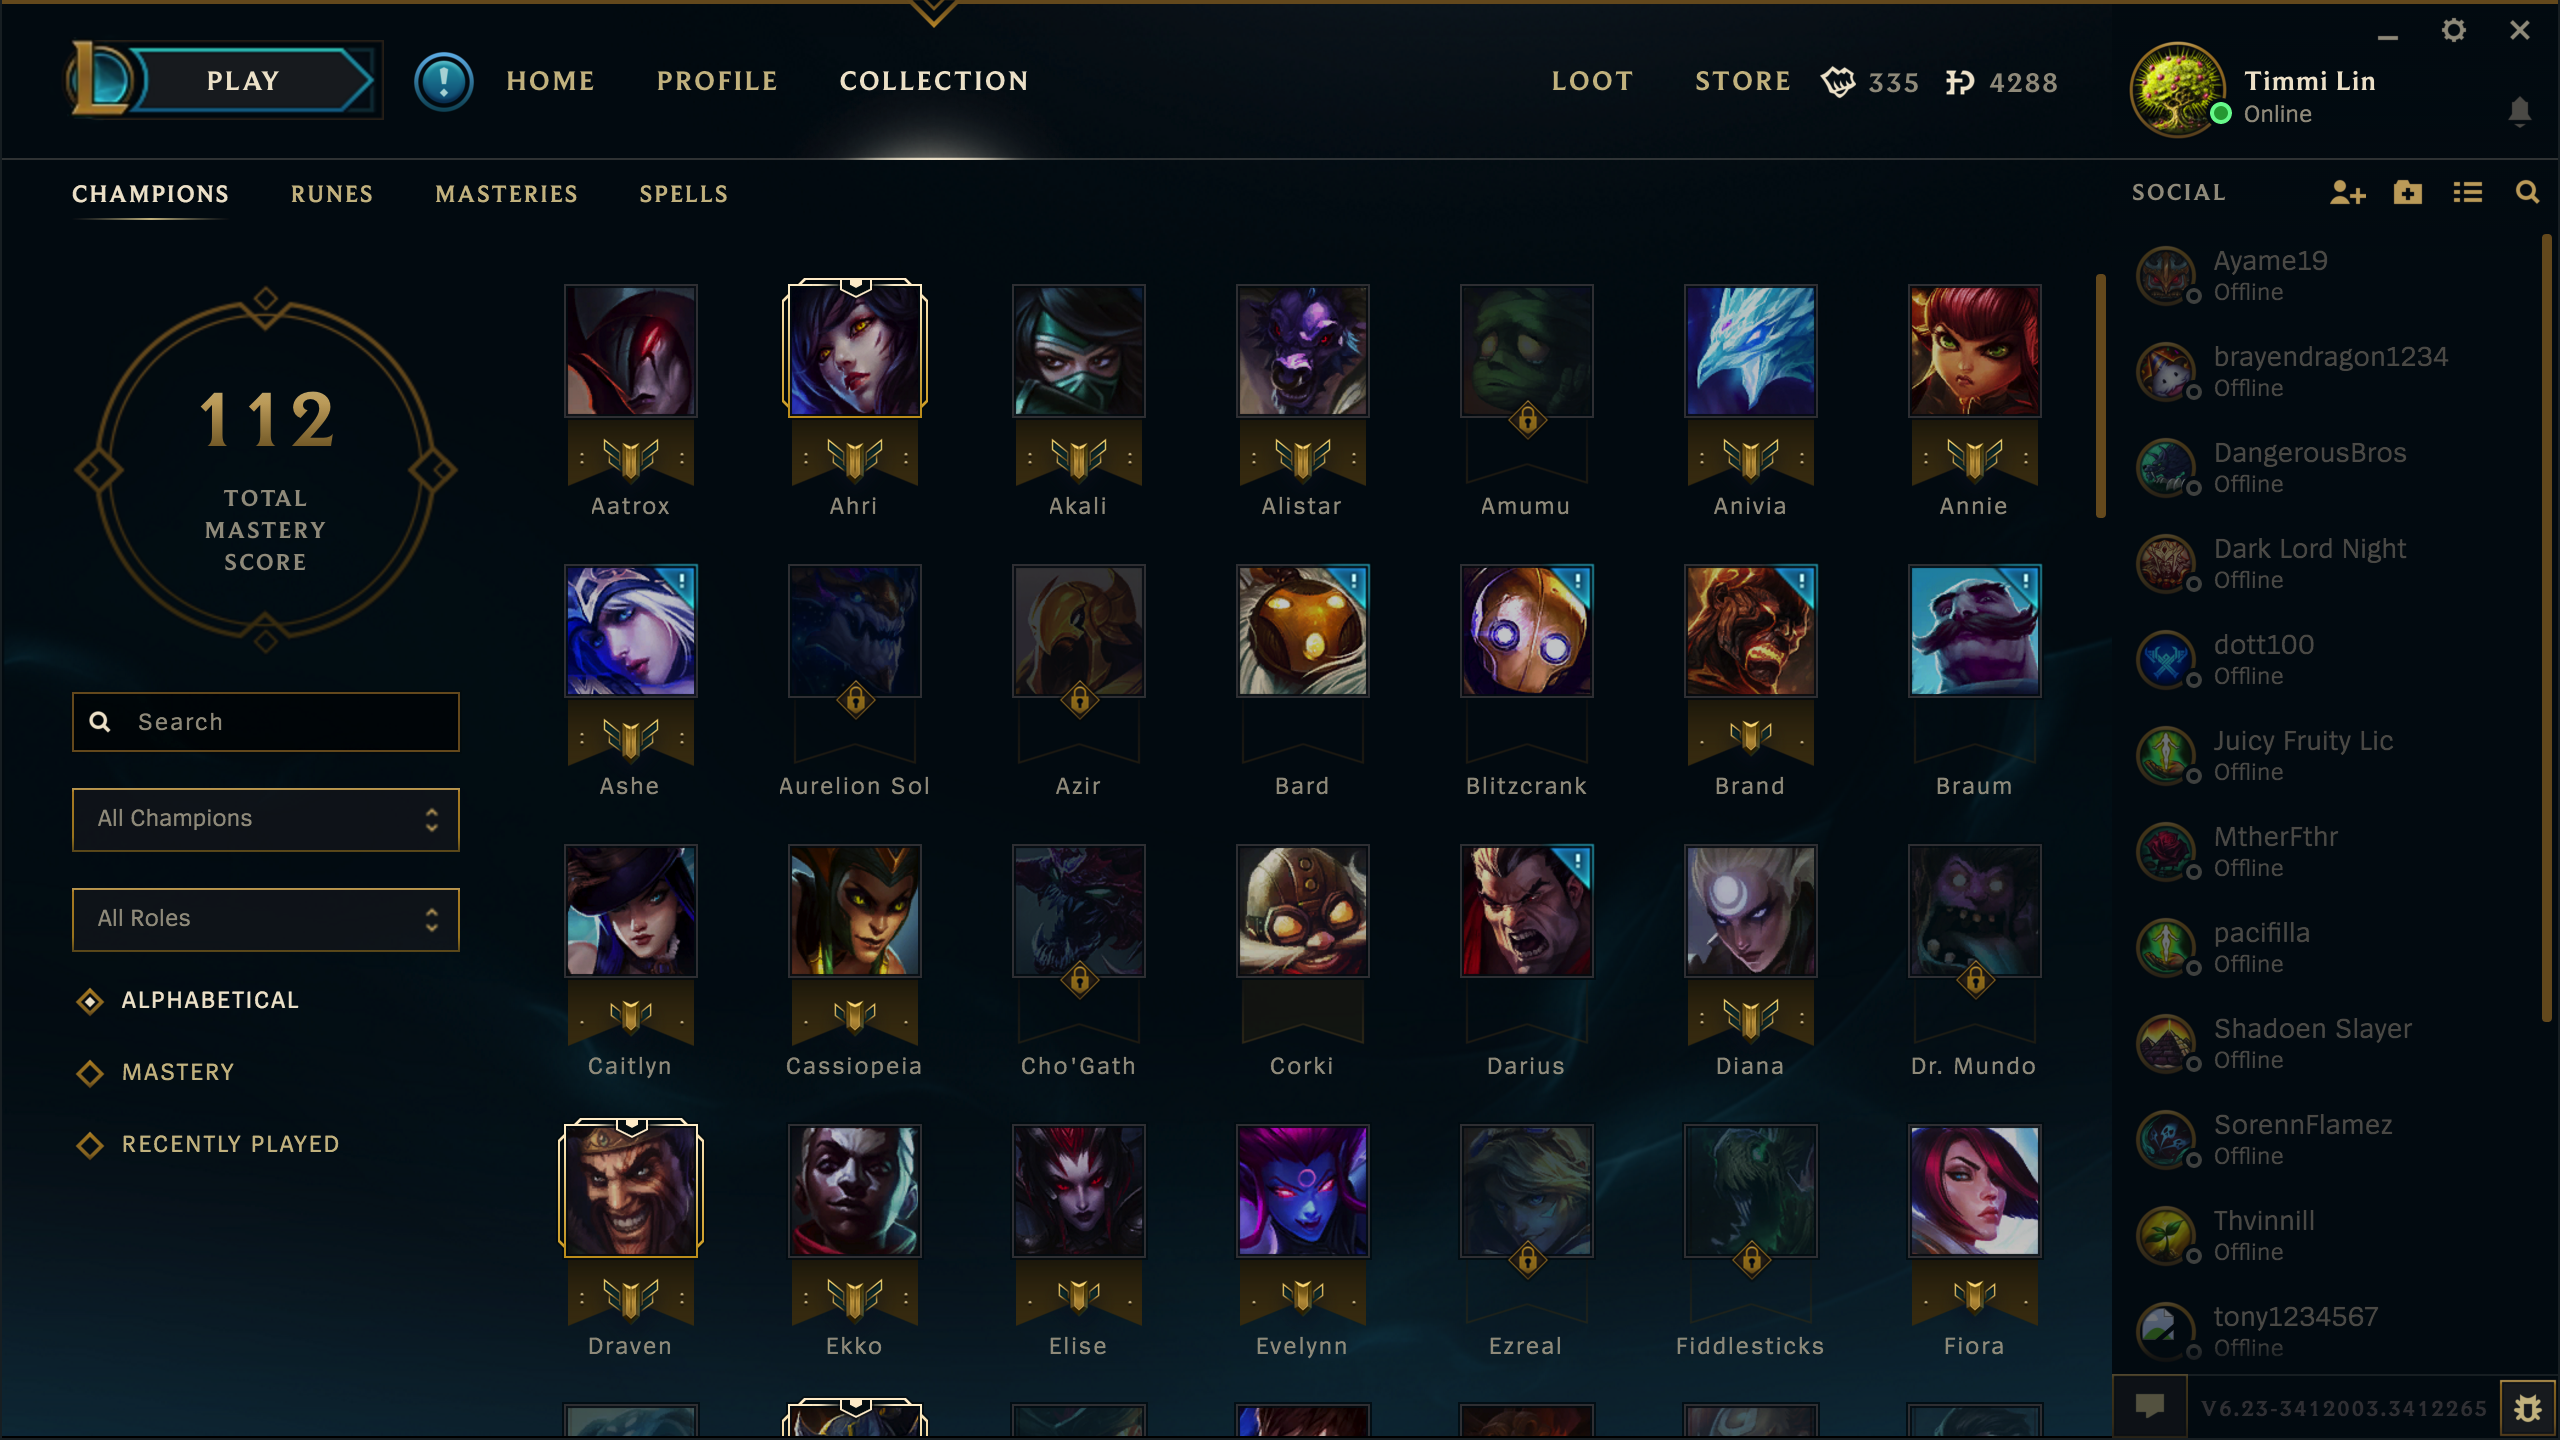 PLAY
HOME
PROFILE
COLLECTION
LOOT
STORE
335
4288
Timmi Lin
Online
CHAMPIONS
RUNES
MASTERIES
SPELLS
SOCIAL
112
TOTAL
MASTERY
SCORE
Search
All Champions
All Roles
ALPHABETICAL
MASTERY
RECENTLY PLAYED
Aatrox
Ahri
Akali
Alistar
Amumu
Anivia
Annie
Ashe
Aurelion Sol
Azir
Bard
Blitzcrank
Brand
Braum
Caitlyn
Cassiopeia
Cho'Gath
Corki
Darius
Diana
Dr. Mundo
Draven
Ekko
Elise
Evelynn
Ezreal
Fiddlesticks
Fiora
Ayame19
Offline
brayendragon1234
Offline
DangerousBros
Offline
Dark Lord Night
Offline
dott100
Offline
Juicy Fruity Lic
Offline
MtherFthr
Offline
pacifilla
Offline
Shadoen Slayer
Offline
SorennFlamez
Offline
Thvinnill
Offline
tony1234567
Offline
V6.23-3412003.3412265